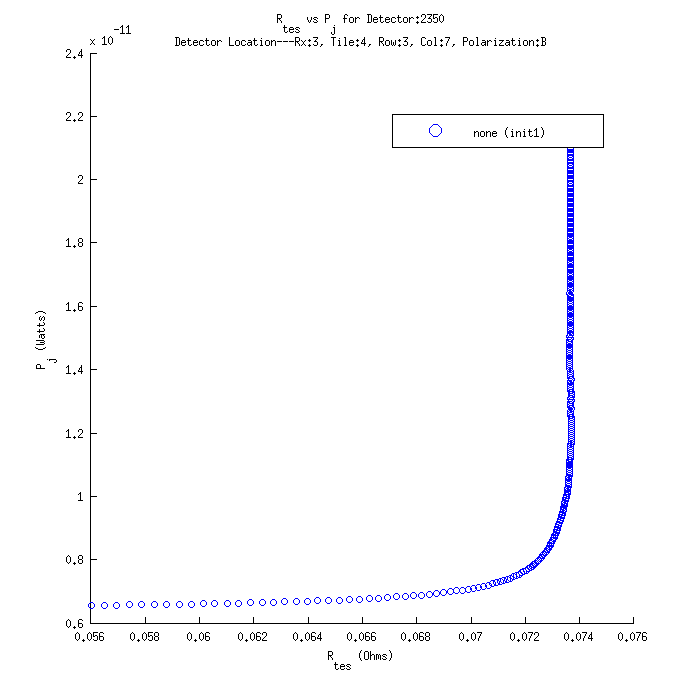 R_tes vs P_j for Detector:2350
Detector Location---Rx:3, Tile:4, Row:3, Col:7, Polarization:B
x 10^-11
2.4
2.2
2
1.8
1.6
1.4
1.2
1
0.8
0.6
P_j (Watts)
none (init1)
0.056 0.058 0.06 0.062 0.064 0.066 0.068 0.07 0.072 0.074 0.076
R_tes (Ohms)